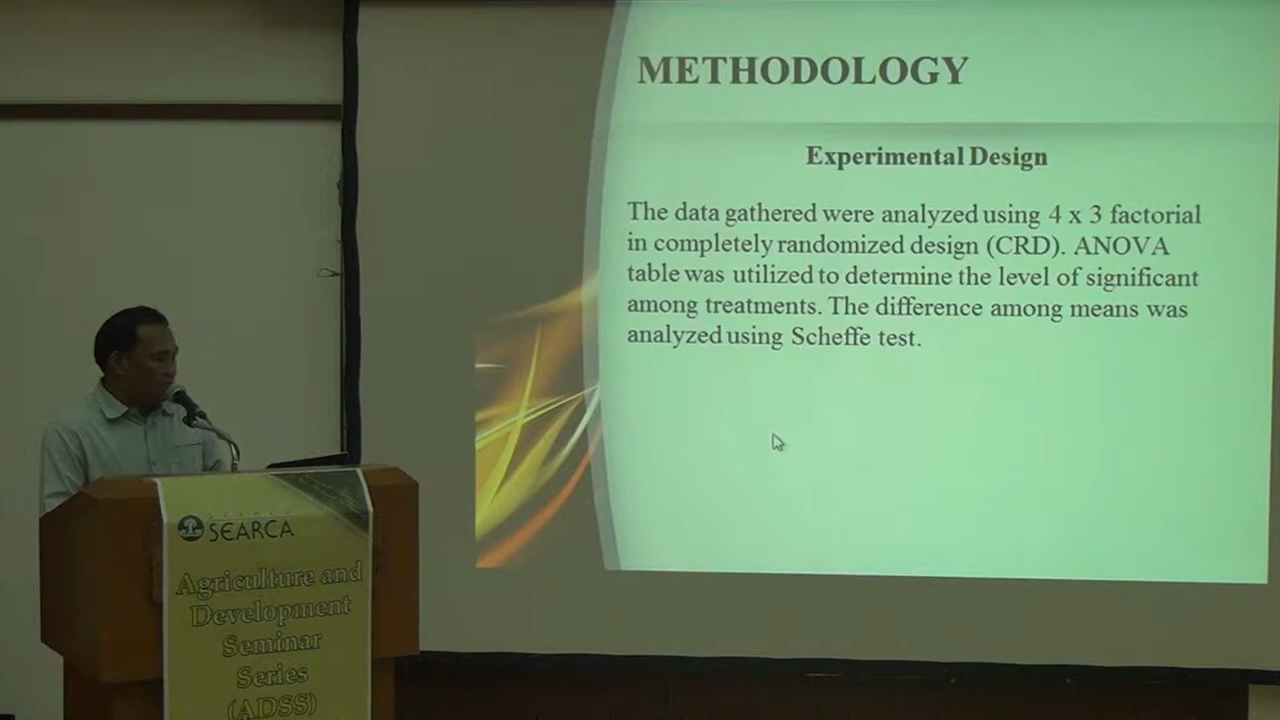 METHODOLOGY
Experimental Design
The data gathered were analyzed using 4 x 3 factorial
in completely randomized design (CRD). ANOVA
table was utilized to determine the level of significant
among treatments. The difference among means was
analyzed using Scheffe test.
SEARCA
Agriculture and
Development
Seminar
Series
(ADSS)